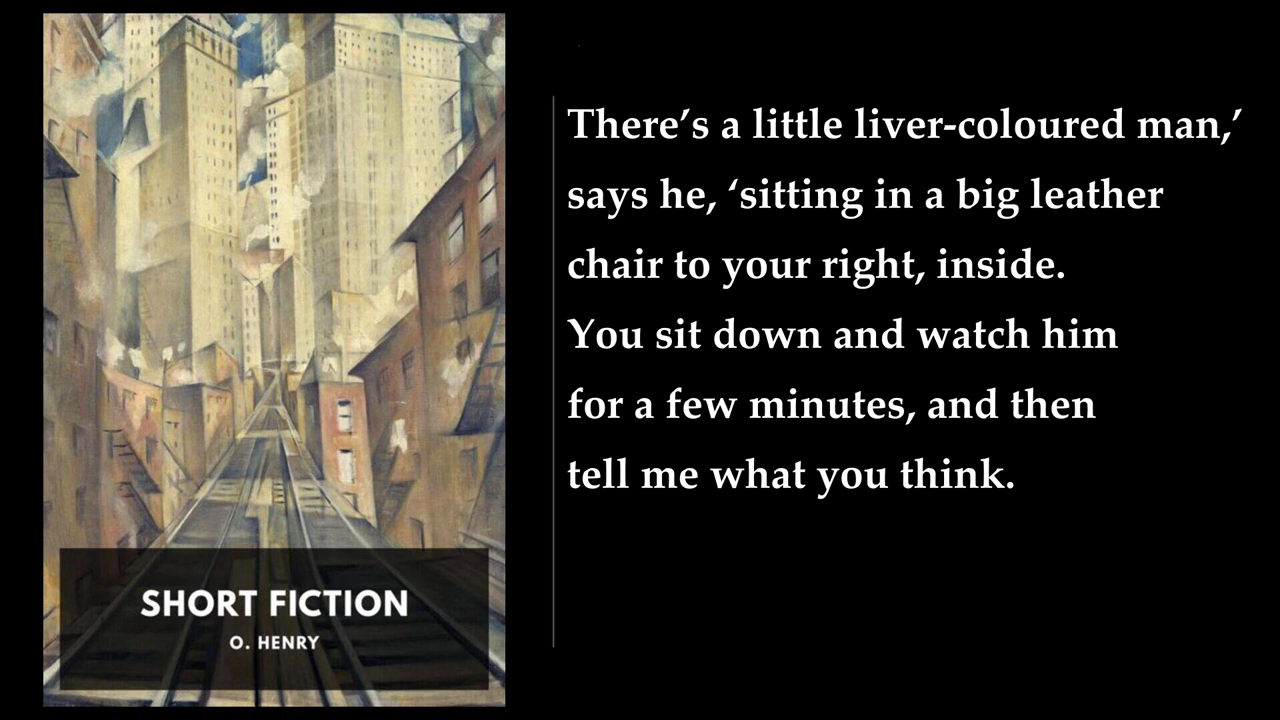 There’s a little liver-coloured man,’
says he, ‘sitting in a big leather
chair to your right, inside.
You sit down and watch him
for a few minutes, and then
tell me what you think.
SHORT FICTION
O. HENRY